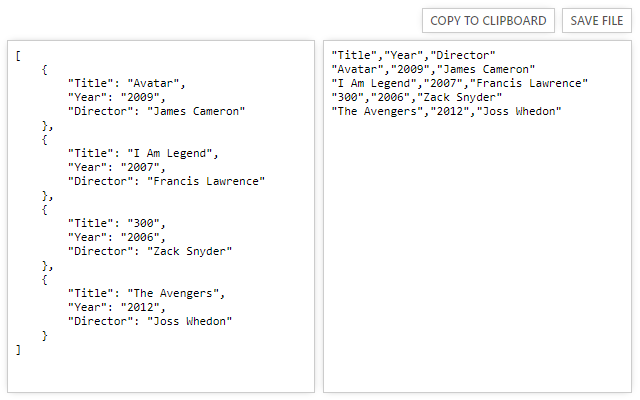 COPY TO CLIPBOARD
SAVE FILE
[
    {
        "Title": "Avatar",
        "Year": "2009",
        "Director": "James Cameron"
    },
    {
        "Title": "I Am Legend",
        "Year": "2007",
        "Director": "Francis Lawrence"
    },
    {
        "Title": "300",
        "Year": "2006",
        "Director": "Zack Snyder"
    },
    {
        "Title": "The Avengers",
        "Year": "2012",
        "Director": "Joss Whedon"
    }
]
"Title","Year","Director"
"Avatar","2009","James Cameron"
"I Am Legend","2007","Francis Lawrence"
"300","2006","Zack Snyder"
"The Avengers","2012","Joss Whedon"